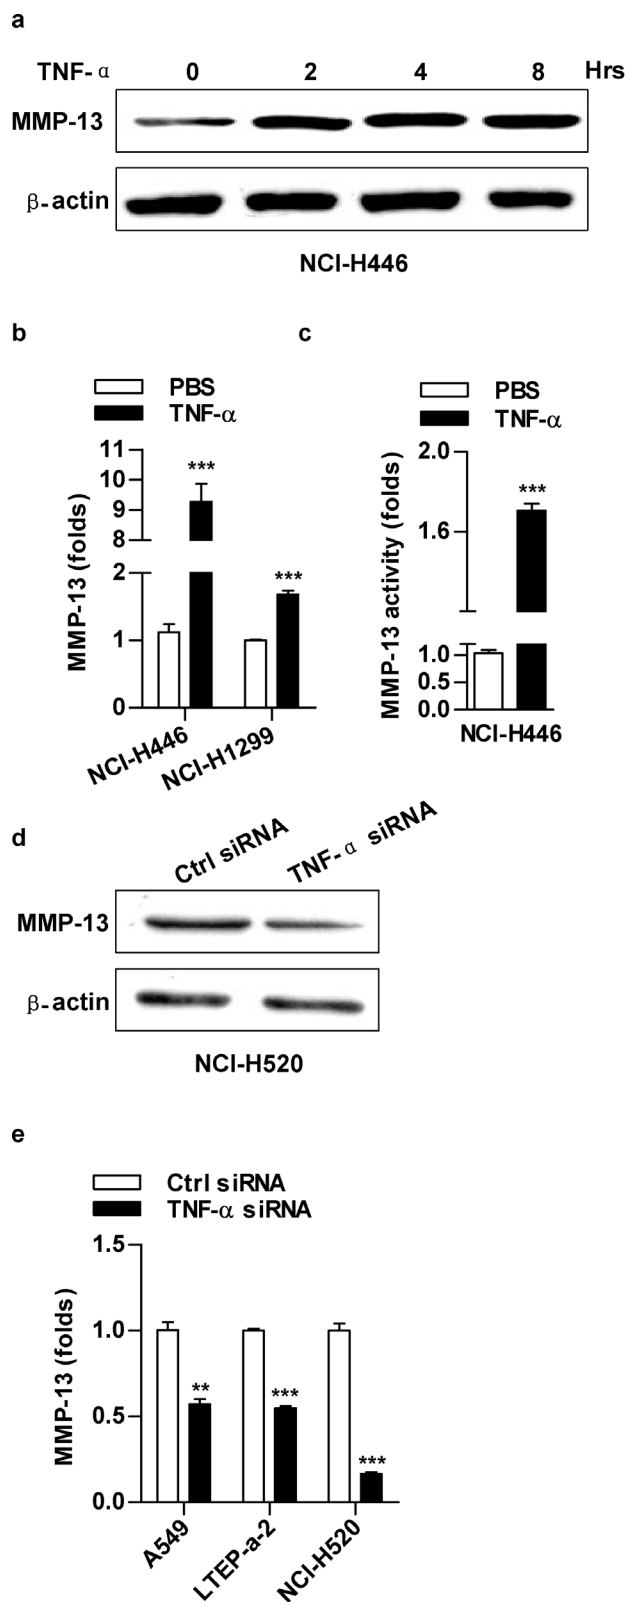 a
TNF-α 0 2 4 8 Hrs
MMP-13
β-actin
NCI-H446
b
PBS
TNF-α
MMP-13 (folds)
11
10
9
8
2
1
0
***
***
NCI-H446
NCI-H1299
c
PBS
TNF-α
MMP-13 activity (folds)
2.0
1.6
1.0
0.5
0.0
***
NCI-H446
d
Ctrl siRNA
TNF-α siRNA
MMP-13
β-actin
NCI-H520
e
Ctrl siRNA
TNF-α siRNA
MMP-13 (folds)
1.5
1.0
0.5
0.0
**
***
***
A549
LTEP-a-2
NCI-H520